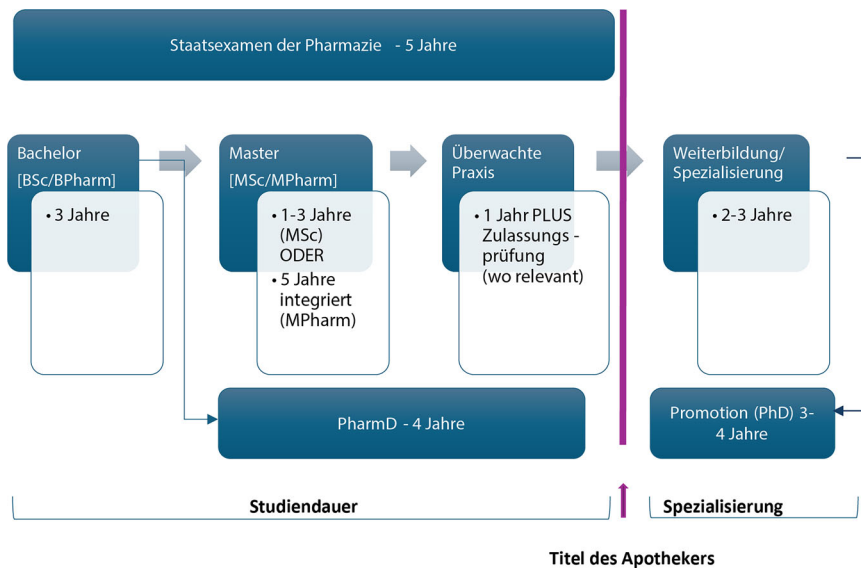 Staatsexamen der Pharmazie - 5 Jahre
Bachelor
[BSc/BPharm]
• 3 Jahre
Master
[MSc/MPharm]
• 1-3 Jahre
(MSc)
ODER
• 5 Jahre
integriert
(MPharm)
Überwachte
Praxis
• 1 Jahr PLUS
Zulassungs -
prüfung
(wo relevant)
Weiterbildung/
Spezialisierung
• 2-3 Jahre
PharmD - 4 Jahre
Promotion (PhD) 3-
4 Jahre
Studiendauer
Spezialisierung
Titel des Apothekers